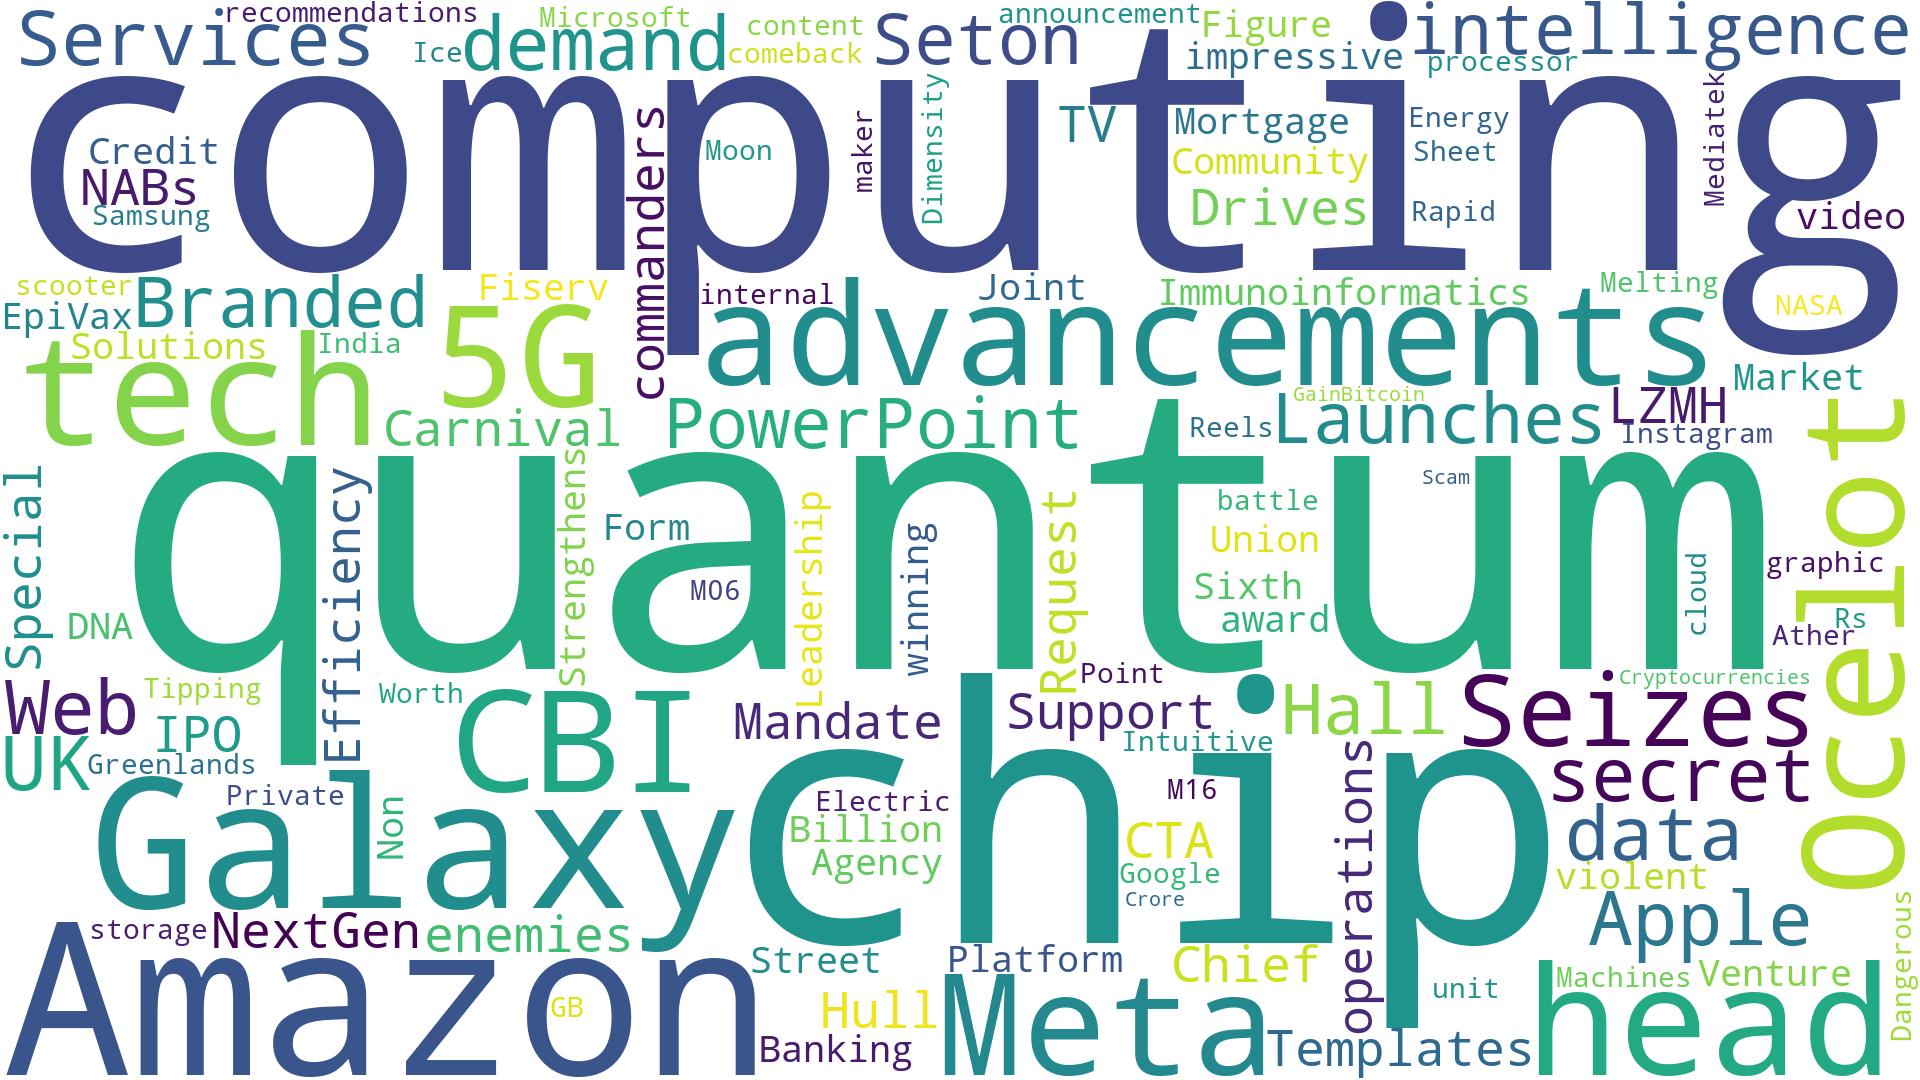 Services
recommendations
Ice
demand
Microsoft
content
comeback
Seton
announcement
Figure
impressive
intelligence
processor
computing
Credit
NABs
Samsung
commanders
Moon
maker
Dimensity
TV
Mortgage
Community
Drives
Energy
Sheet
Rapid
Mediatek
video
scooter
EpiVax
Branded
Fiserv
internal
Joint
Immunoinformatics
Melting
NASA
Solutions
India
tech
5G
advancements
Market
Carnival
PowerPoint
GainBitcoin
Reels
Launches
LZMH
Instagram
Ocelot
quantum
Special
Efficiency
Strengthens
Form
MO6
Leadership
winning
Request
battle
Scam
Union
Sixth
award
cloud
graphic
Rs
Ather
DNA
Web
Tipping
Worth
IPO
UK
Greenlands
CBI
Mandate
Point
Support
Intuitive
Hall
Cryptocurrencies
Seizes
secret
Private
Non
Galaxy
chip
Electric
Billion
Agency
M16
CTA
Google
Crore
operations
data
violent
Apple
Dangerous
storage
NextGen
enemies
Amazon
GB
Street
Platform
Chief
Hull
Banking
Meta
unit
Templates
Machines
Venture
head